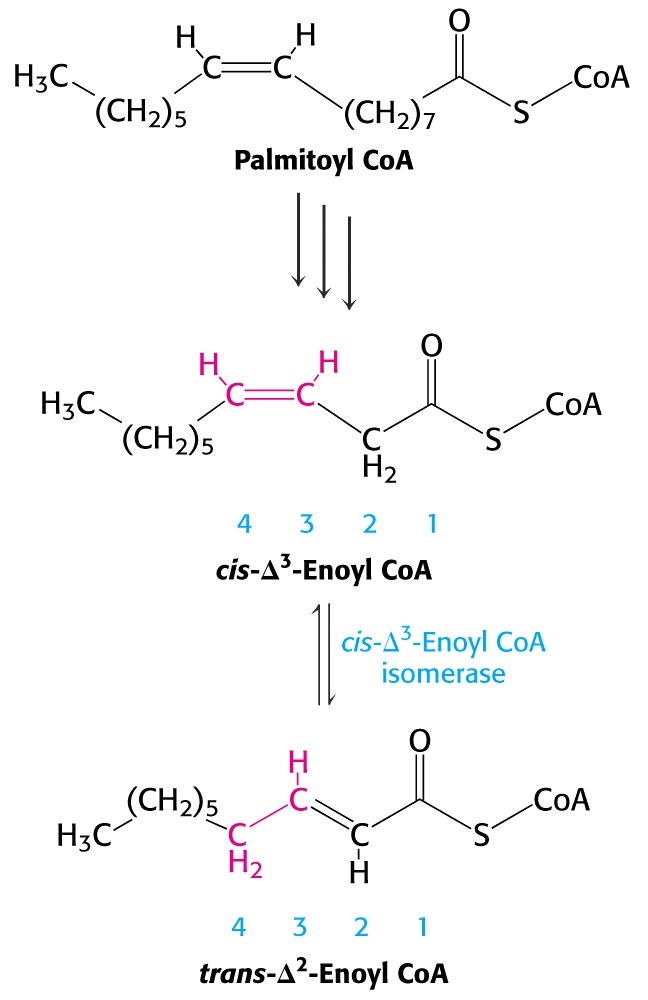 H H O
H₃C C C CoA
(CH₂)₅ (CH₂)₇ S
Palmitoyl CoA
H H O
H₃C C C CoA
(CH₂)₅ C S
H₂
4 3 2 1
cis-Δ³-Enoyl CoA
cis-Δ³-Enoyl CoA
isomerase
O
H
(CH₂)₅ C CoA
H₃C C C S
H₂ H
4 3 2 1
trans-Δ²-Enoyl CoA